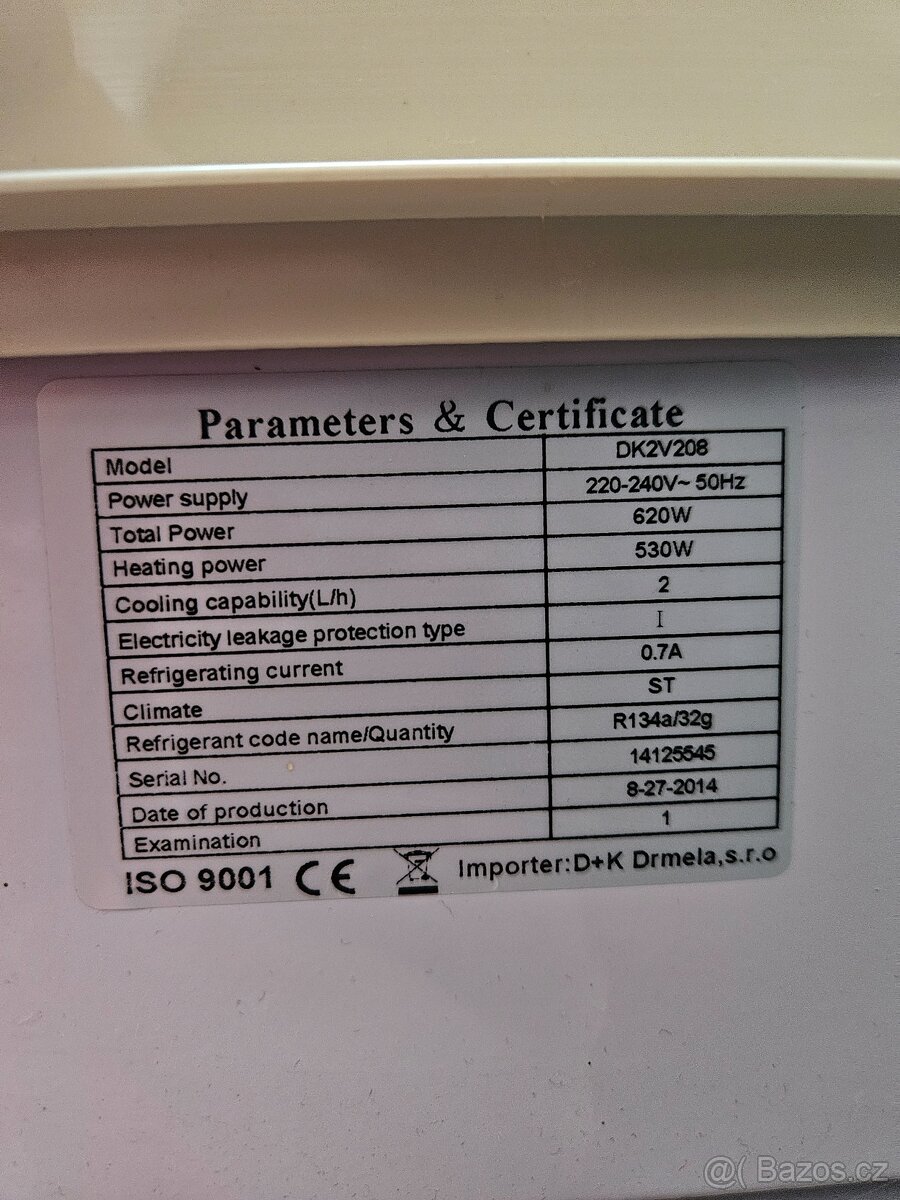 Parameters & Certificate
Model DK2V208
Power supply 220-240V~ 50Hz
Total Power 620W
Heating power 530W
Cooling capability(L/h) 2
Electricity leakage protection type I
Refrigerating current 0.7A
Climate ST
Refrigerant code name/Quantity R134a/32g
Serial No. 14125545
Date of production 8-27-2014
Examination 1
ISO 9001 CE Importer:D+K Drmela,s.r.o
@( Bazos.cz